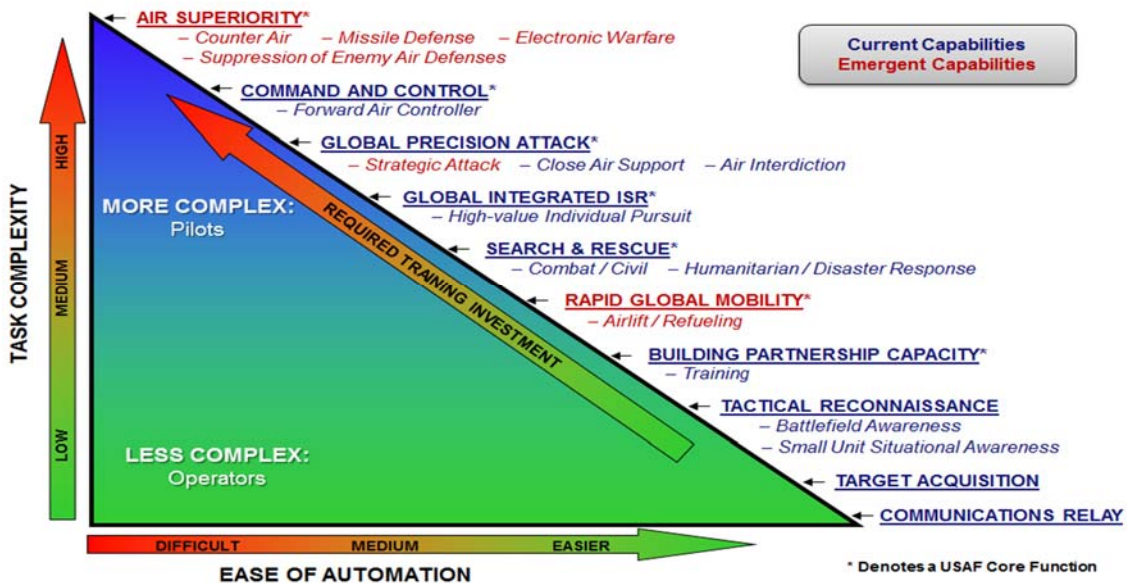 AIR SUPERIORITY*
– Counter Air – Missile Defense – Electronic Warfare
– Suppression of Enemy Air Defenses
Current Capabilities
Emergent Capabilities
COMMAND AND CONTROL*
– Forward Air Controller
GLOBAL PRECISION ATTACK*
– Strategic Attack – Close Air Support – Air Interdiction
GLOBAL INTEGRATED ISR*
– High-value Individual Pursuit
SEARCH & RESCUE*
– Combat / Civil – Humanitarian / Disaster Response
RAPID GLOBAL MOBILITY*
– Airlift / Refueling
BUILDING PARTNERSHIP CAPACITY*
– Training
TACTICAL RECONNAISSANCE
– Battlefield Awareness
– Small Unit Situational Awareness
TARGET ACQUISITION
COMMUNICATIONS RELAY
TASK COMPLEXITY
HIGH
MEDIUM
LOW
MORE COMPLEX:
Pilots
REQUIRED TRAINING INVESTMENT
LESS COMPLEX:
Operators
DIFFICULT MEDIUM EASIER
EASE OF AUTOMATION
* Denotes a USAF Core Function